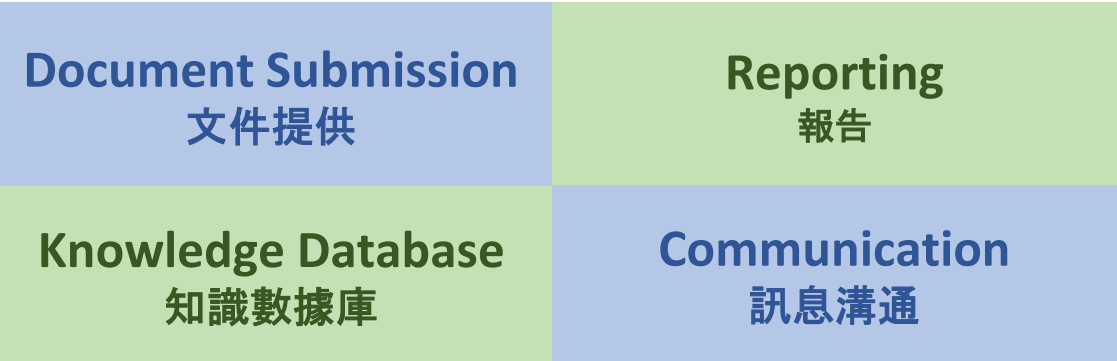 Document Submission
文件提供
Reporting
報告
Knowledge Database
知識數據庫
Communication
訊息溝通